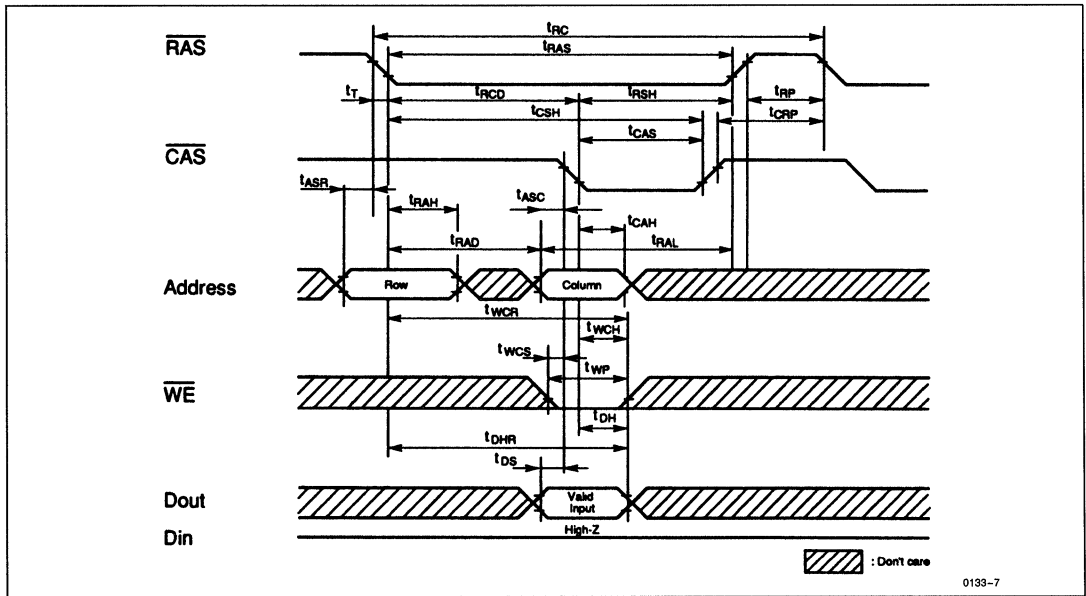 tRC
RAS
tRAS
tT
tRCD
tRSH
tRP
tCSH
tCRP
tCAS
CAS
tASR
tRAH
tASC
tCAH
tRAD
tRAL
Address
Row
Column
tWCR
tWCH
tWCS
tWP
WE
tDH
tDHR
tDS
Dout
Valid
Input
High-Z
Din
: Don't care
0133-7